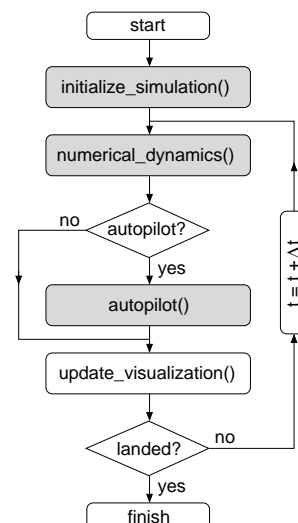 start
initialize_simulation()
numerical_dynamics()
autopilot?
no
yes
autopilot()
t = t + Δt
update_visualization()
landed?
no
yes
finish